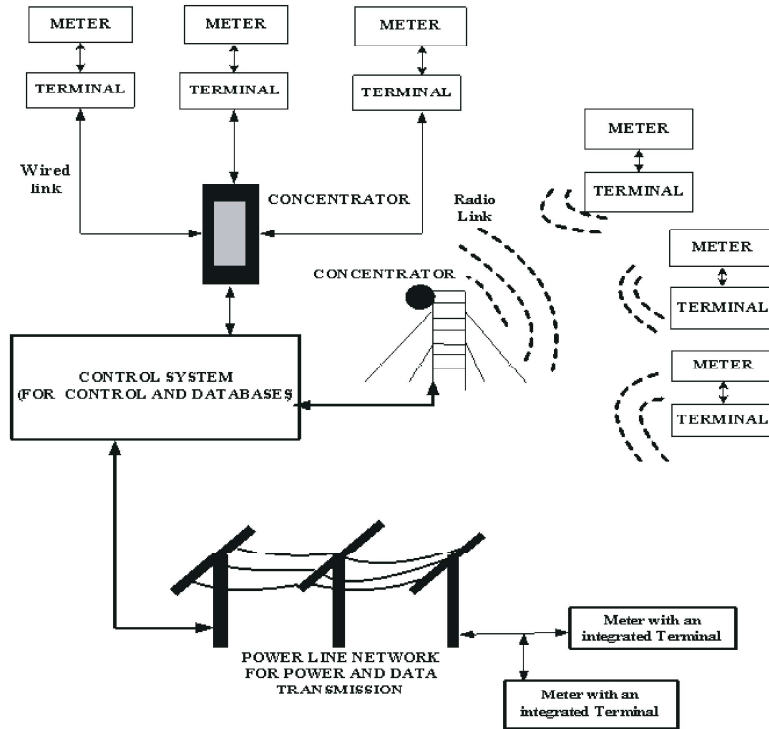 METER
METER
METER
TERMINAL
TERMINAL
TERMINAL
METER
TERMINAL
Wired
link
CONCENTRATOR
Radio
Link
METER
TERMINAL
CONCENTRATOR
METER
TERMINAL
CONTROL SYSTEM
(FOR CONTROL AND DATABASES)
POWER LINE NETWORK
FOR POWER AND DATA
TRANSMISSION
Meter with an
integrated Terminal
Meter with an
integrated Terminal